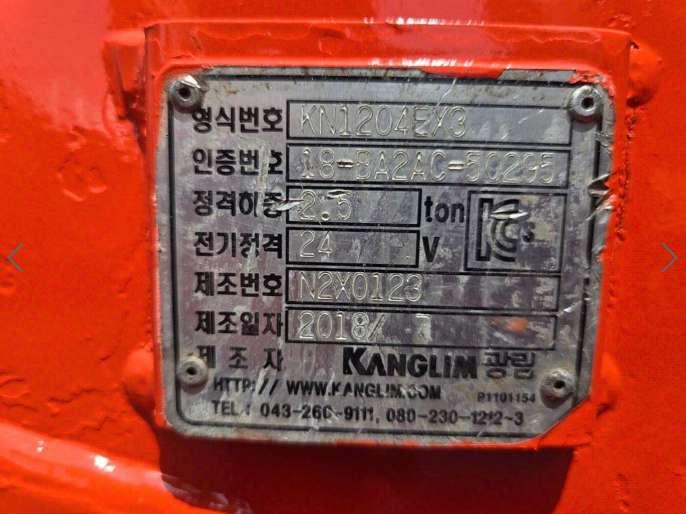 형식번호 KN1204EX3
인증번호 18-BA2AC-50295
정격하중 2.5 ton
전기정격 24 V
제조번호 N2X0123
제조일자 2018/ 7
제 조 자 KANGLIM 광림
HTTP:// WWW.KANGLIM.COM P1101154
TEL : 043-260-9111, 080-230-1212~3